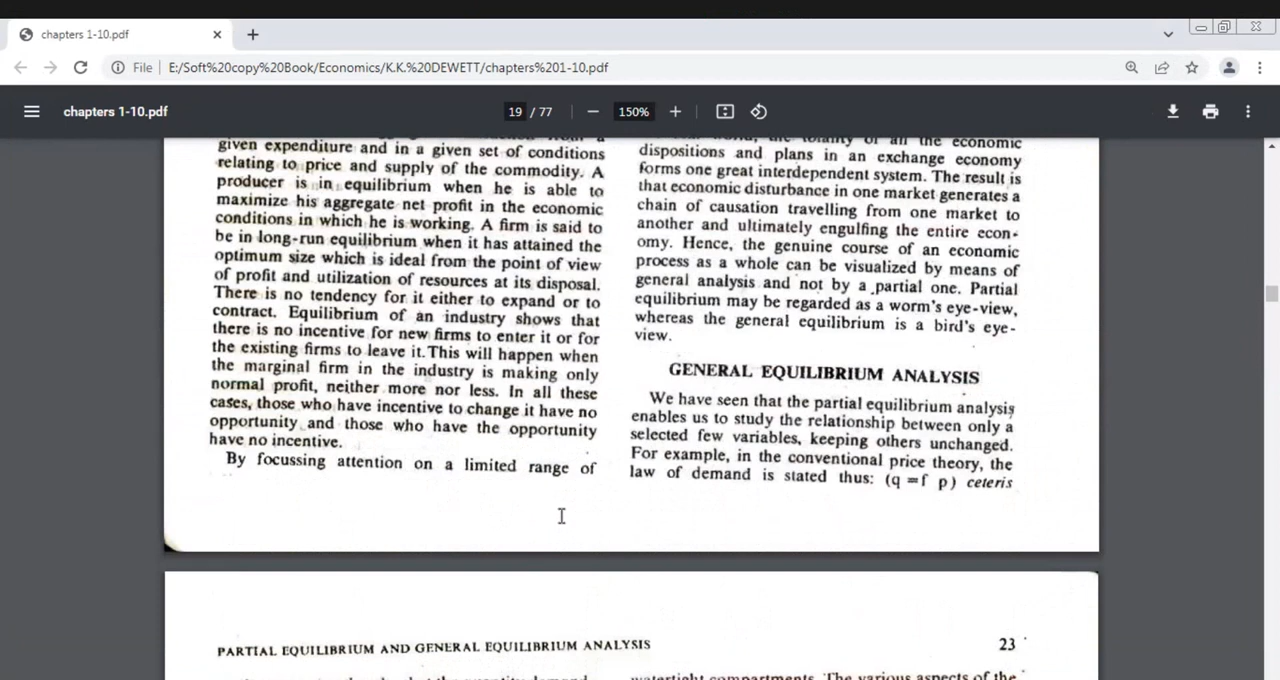 chapters 1-10.pdf
File
E:/Soft%20copy%20Book/Economics/K.K.%20DEWETT/chapters%201-10.pdf
chapters 1-10.pdf
19 / 77
150%
given expenditure and in a given set of conditions
relating to price and supply of the commodity. A
producer is in equilibrium when he is able to
maximize his aggregate net profit in the economic
conditions in which he is working. A firm is said to
be in long-run equilibrium when it has attained the
optimum size which is ideal from the point of view
of profit and utilization of resources at its disposal.
There is no tendency for it either to expand or to
contract. Equilibrium of an industry shows that
there is no incentive for new firms to enter it or for
the existing firms to leave it. This will happen when
the marginal firm in the industry is making only
normal profit, neither more nor less. In all these
cases, those who have incentive to change it have no
opportunity and those who have the opportunity
have no incentive.
By focussing attention on a limited range of
the totality of all the economic
dispositions and plans in an exchange economy
forms one great interdependent system. The result is
that economic disturbance in one market generates a
chain of causation travelling from one market to
another and ultimately engulfing the entire econ-
omy. Hence, the genuine course of an economic
process as a whole can be visualized by means of
general analysis and not by a partial one. Partial
equilibrium may be regarded as a worm's eye-view,
whereas the general equilibrium is a bird's eye-
view.
GENERAL EQUILIBRIUM ANALYSIS
We have seen that the partial equilibrium analysis
enables us to study the relationship between only a
selected few variables, keeping others unchanged.
For example, in the conventional price theory, the
law of demand is stated thus: (q =f p) ceteris
PARTIAL EQUILIBRIUM AND GENERAL EQUILIBRIUM ANALYSIS
23
watertight compartments. The various aspects of the